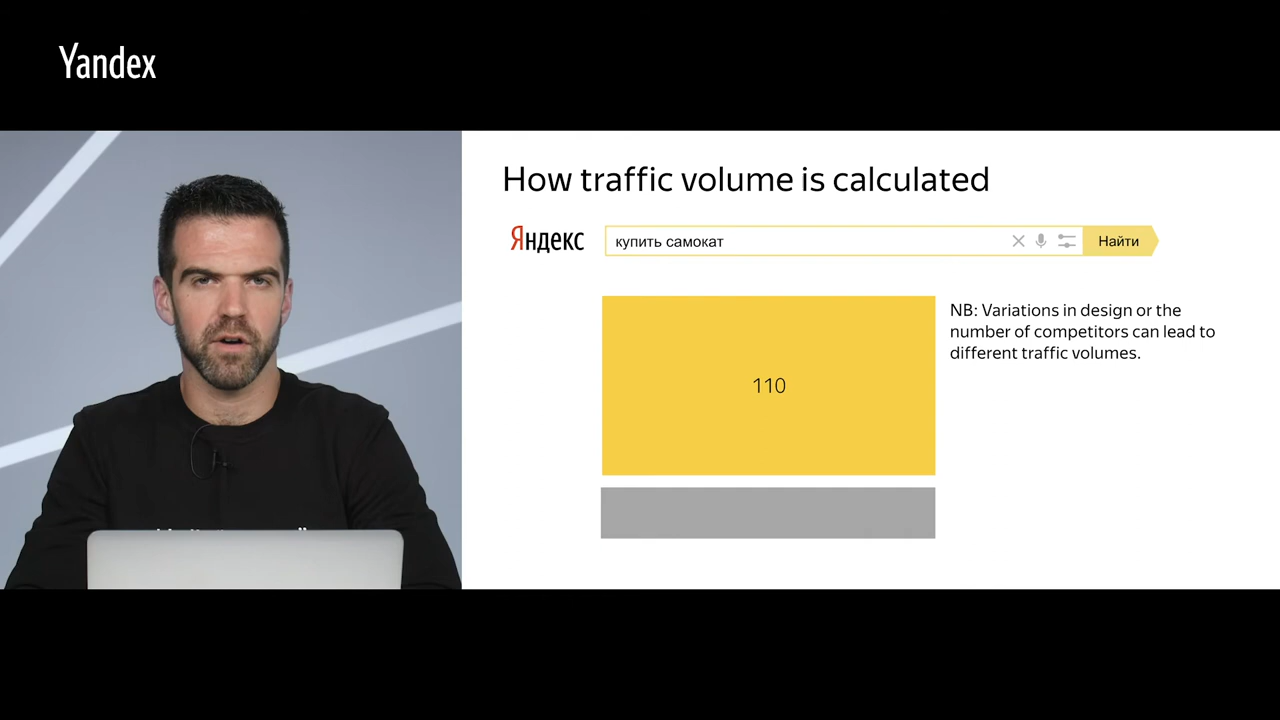 Yandex
How traffic volume is calculated
Яндекс
купить самокат
Найти
110
NB: Variations in design or the
number of competitors can lead to
different traffic volumes.